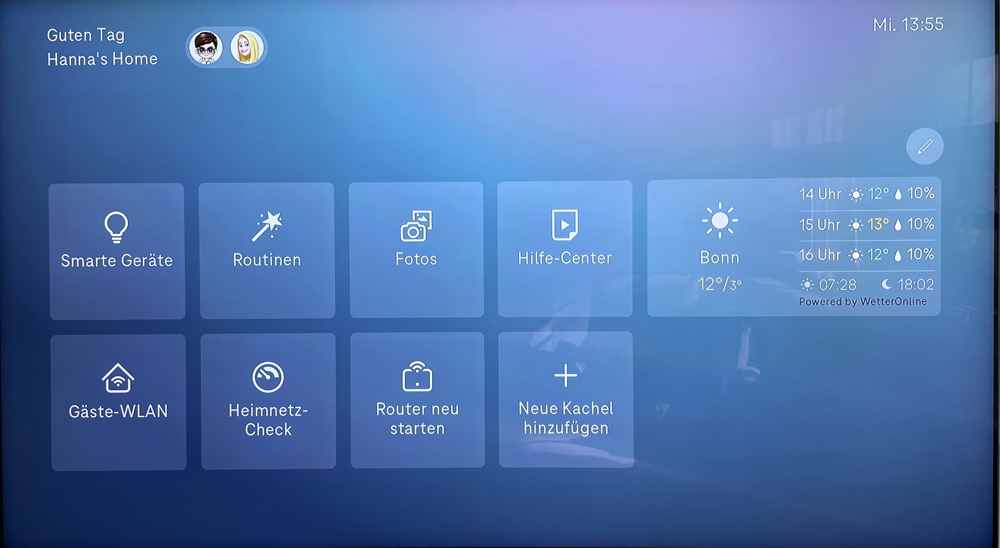 Guten Tag
Hanna's Home
Mi. 13:55
Smarte Geräte
Routinen
Fotos
Hilfe-Center
Bonn
12°/3°
14 Uhr 12° 10%
15 Uhr 13° 10%
16 Uhr 12° 10%
07:28 18:02
Powered by WetterOnline
Gäste-WLAN
Heimnetz-
Check
Router neu
starten
Neue Kachel
hinzufügen